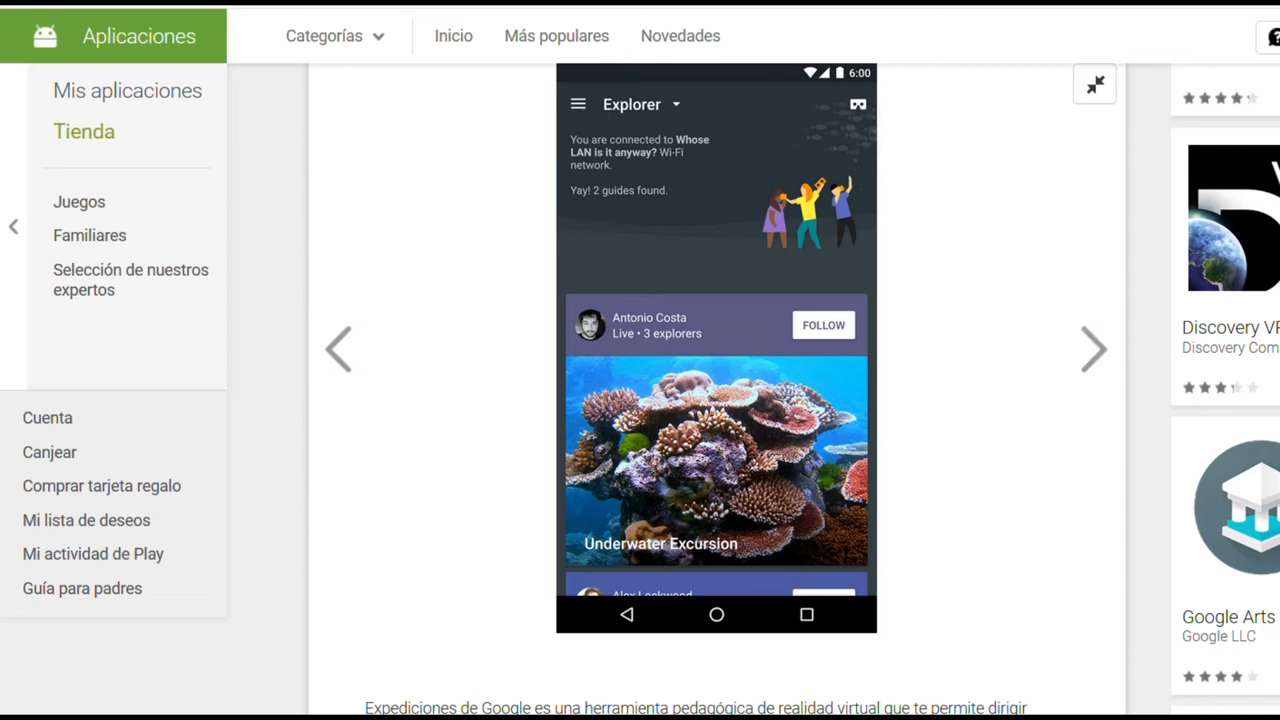 Aplicaciones
Categorías
Inicio
Más populares
Novedades
Mis aplicaciones
Tienda
Juegos
Familiares
Selección de nuestros
expertos
Cuenta
Canjear
Comprar tarjeta regalo
Mi lista de deseos
Mi actividad de Play
Guía para padres
6:00
Explorer
You are connected to Whose
LAN is it anyway? Wi-Fi
network.
Yay! 2 guides found.
Antonio Costa
Live • 3 explorers
FOLLOW
Underwater Excursion
Alex Lockwood
Expediciones de Google es una herramienta pedagógica de realidad virtual que te permite dirigir
Discovery VR
Discovery Com
Google Arts
Google LLC